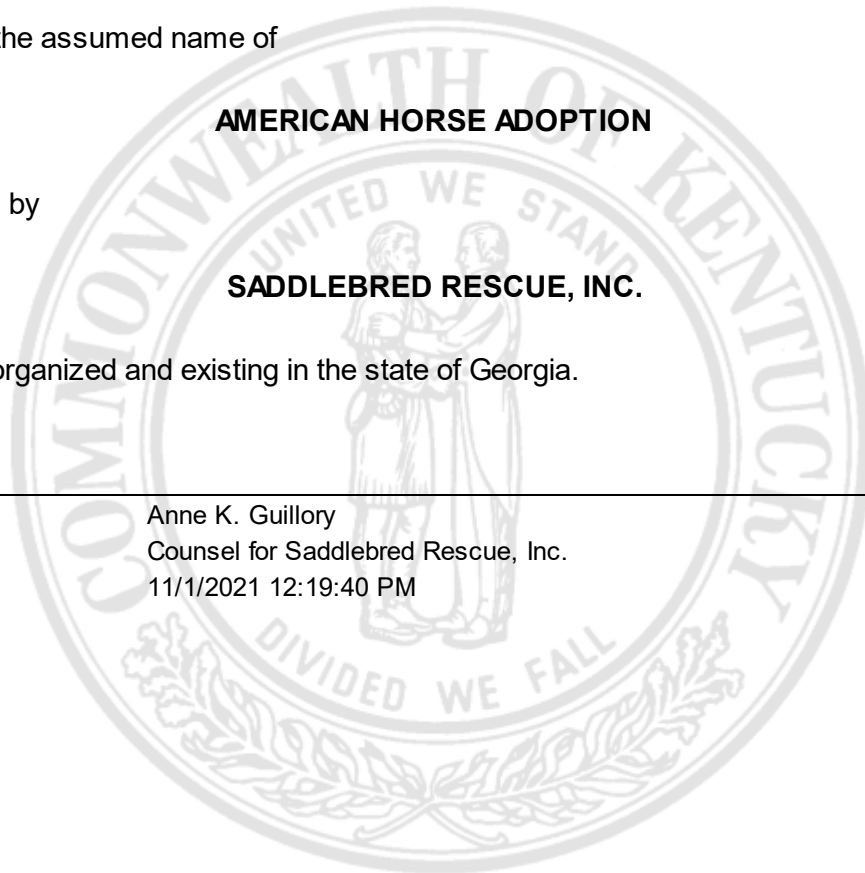 the assumed name of
AMERICAN HORSE ADOPTION
by
SADDLEBRED RESCUE, INC.
organized and existing in the state of Georgia.
Anne K. Guillory
Counsel for Saddlebred Rescue, Inc.
11/1/2021 12:19:40 PM
COMMONWEALTH OF KENTUCKY
UNITED WE STAND
DIVIDED WE FALL